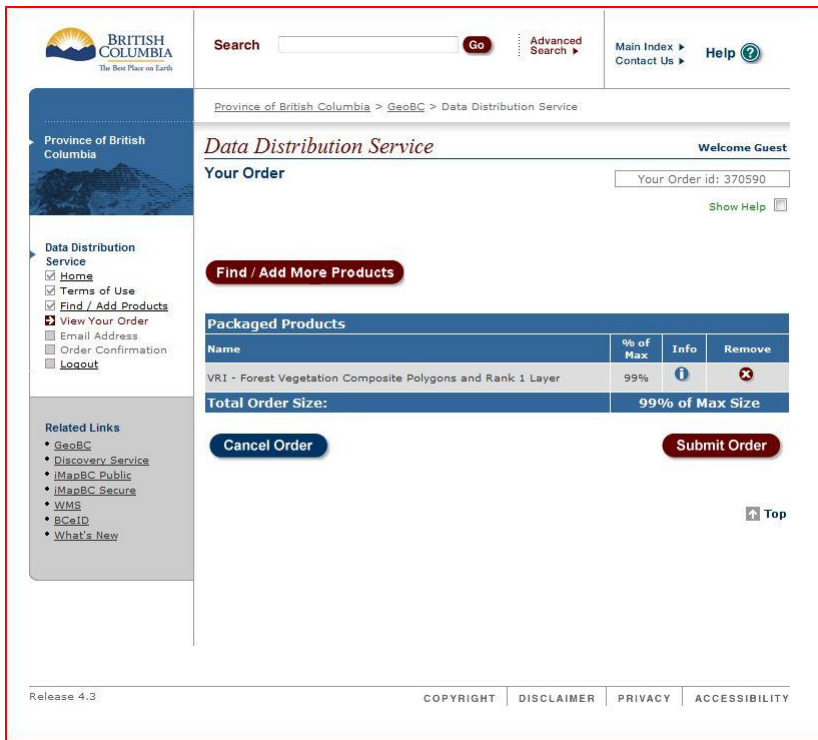 BRITISH
COLUMBIA
The Best Place on Earth
Search
Go
Advanced
Search
Main Index
Contact Us
Help
Province of British Columbia > GeoBC > Data Distribution Service
Province of British
Columbia
Data Distribution Service
Welcome Guest
Your Order
Your Order id: 370590
Show Help
Data Distribution
Service
Home
Terms of Use
Find / Add Products
View Your Order
Email Address
Order Confirmation
Logout
Find / Add More Products
Packaged Products
Name
% of
Max
Info
Remove
VRI - Forest Vegetation Composite Polygons and Rank 1 Layer
99%
Total Order Size:
99% of Max Size
Cancel Order
Submit Order
Related Links
GeoBC
Discovery Service
iMapBC Public
iMapBC Secure
WMS
BCeID
What's New
Top
Release 4.3
COPYRIGHT
DISCLAIMER
PRIVACY
ACCESSIBILITY